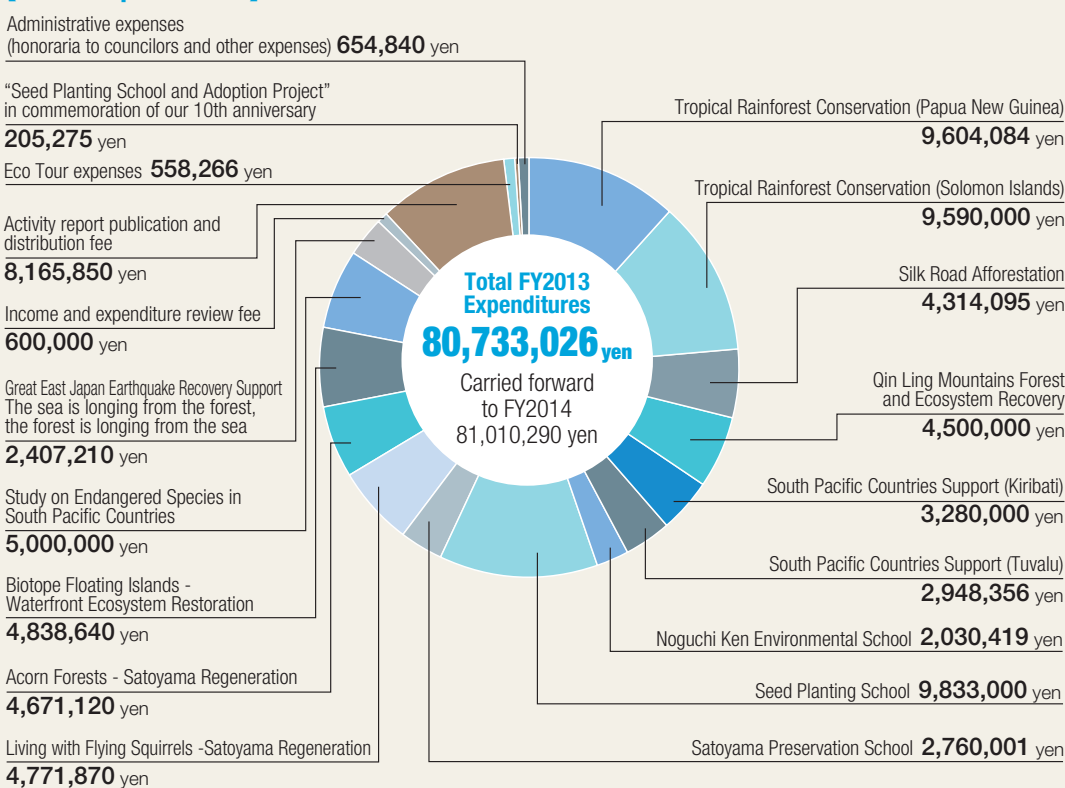 Administrative expenses
(honoraria to councilors and other expenses) 654,840 yen
“Seed Planting School and Adoption Project”
in commemoration of our 10th anniversary
205,275 yen
Eco Tour expenses 558,266 yen
Activity report publication and
distribution fee
8,165,850 yen
Income and expenditure review fee
600,000 yen
Great East Japan Earthquake Recovery Support
The sea is longing from the forest,
the forest is longing from the sea
2,407,210 yen
Study on Endangered Species in
South Pacific Countries
5,000,000 yen
Biotope Floating Islands -
Waterfront Ecosystem Restoration
4,838,640 yen
Acorn Forests - Satoyama Regeneration
4,671,120 yen
Living with Flying Squirrels -Satoyama Regeneration
4,771,870 yen
Total FY2013
Expenditures
80,733,026 yen
Carried forward
to FY2014
81,010,290 yen
Tropical Rainforest Conservation (Papua New Guinea)
9,604,084 yen
Tropical Rainforest Conservation (Solomon Islands)
9,590,000 yen
Silk Road Afforestation
4,314,095 yen
Qin Ling Mountains Forest
and Ecosystem Recovery
4,500,000 yen
South Pacific Countries Support (Kiribati)
3,280,000 yen
South Pacific Countries Support (Tuvalu)
2,948,356 yen
Noguchi Ken Environmental School 2,030,419 yen
Seed Planting School 9,833,000 yen
Satoyama Preservation School 2,760,001 yen